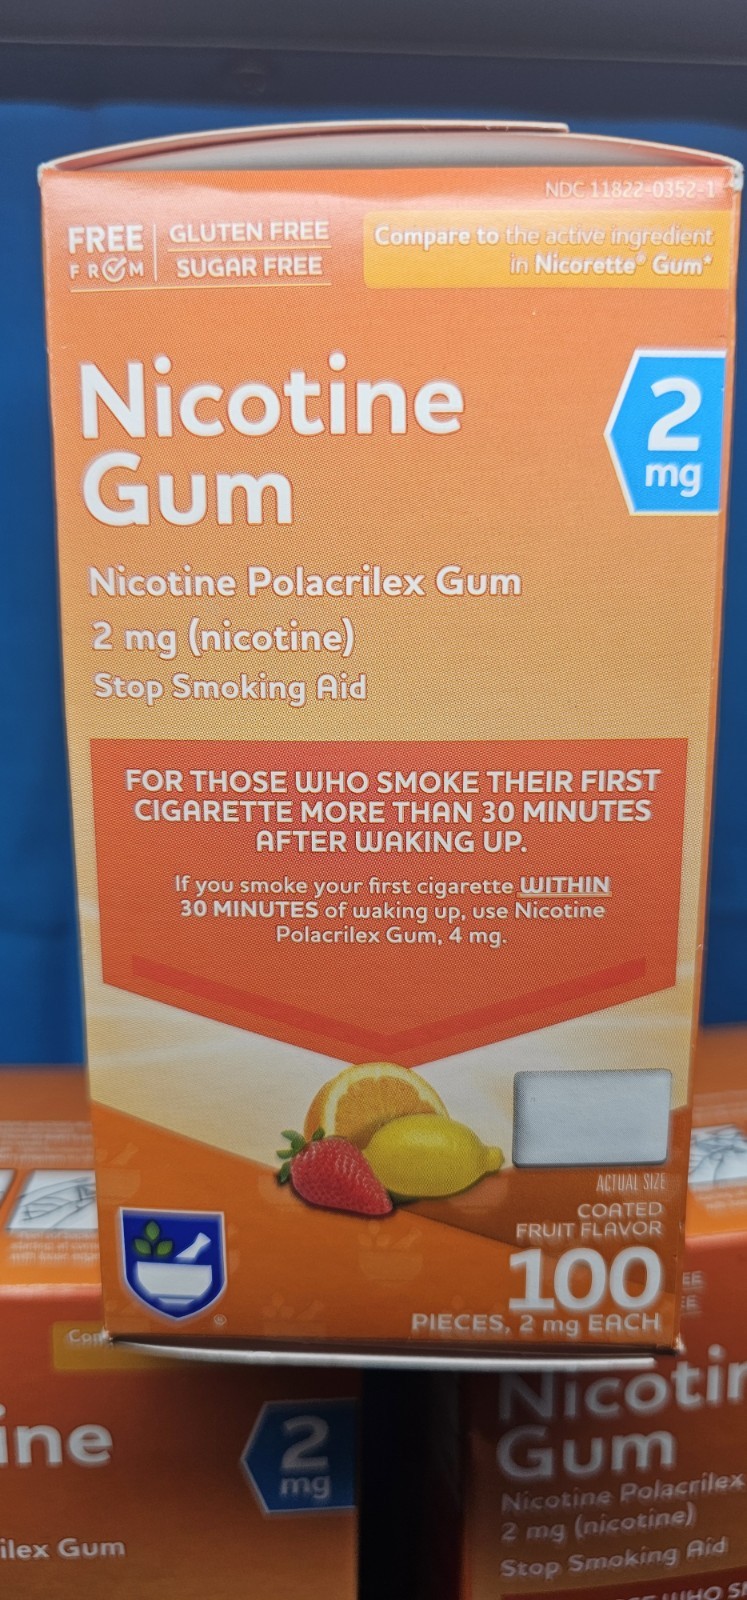 NDC 11822-0352-1
FREE FROM
GLUTEN FREE
SUGAR FREE
Compare to the active ingredient
in Nicorette® Gum*
Nicotine
Gum
2
mg
Nicotine Polacrilex Gum
2 mg (nicotine)
Stop Smoking Aid
FOR THOSE WHO SMOKE THEIR FIRST
CIGARETTE MORE THAN 30 MINUTES
AFTER WAKING UP.
If you smoke your first cigarette WITHIN
30 MINUTES of waking up, use Nicotine
Polacrilex Gum, 4 mg.
ACTUAL SIZE
COATED
FRUIT FLAVOR
100
PIECES, 2 mg EACH
®
ine
2
mg
ilex Gum
Nicotin
Gum
Nicotine Polacrilex
2 mg (nicotine)
Stop Smoking Aid